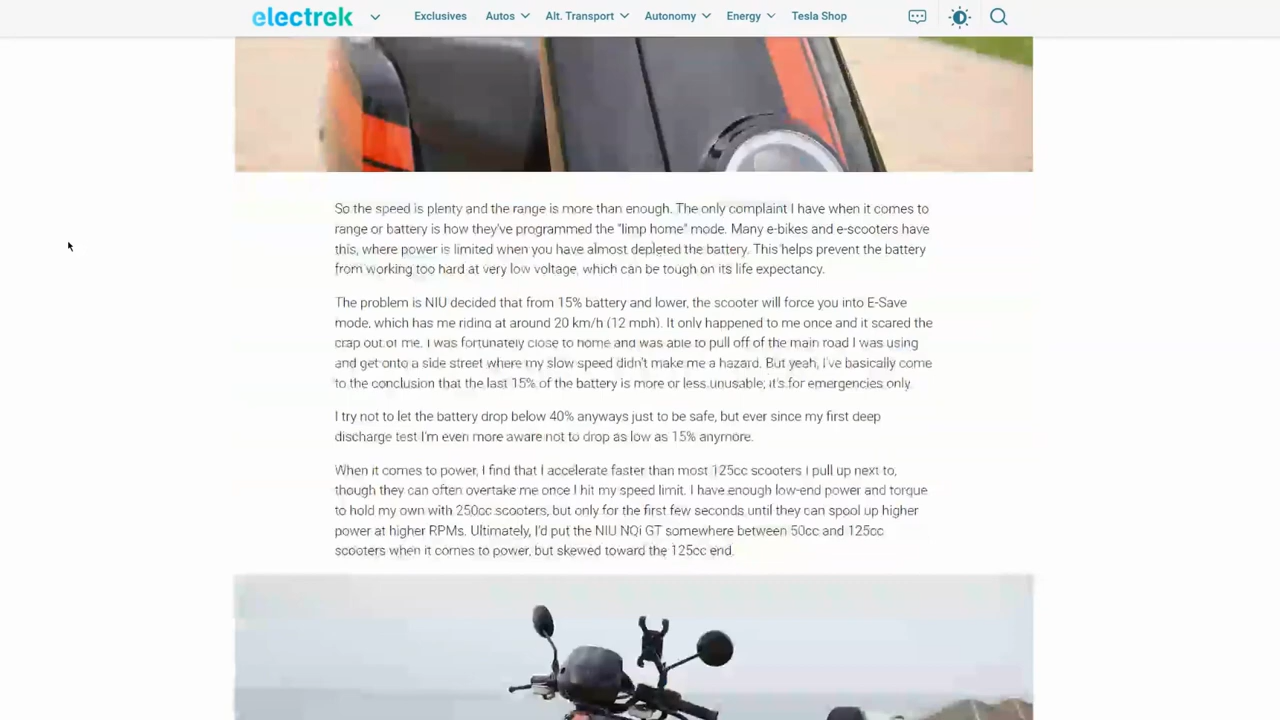 electrek
Exclusives Autos Alt. Transport Autonomy Energy Tesla Shop
So the speed is plenty and the range is more than enough. The only complaint I have when it comes to
range or battery is how they've programmed the "limp home" mode. Many e-bikes and e-scooters have
this, where power is limited when you have almost depleted the battery. This helps prevent the battery
from working too hard at very low voltage, which can be tough on its life expectancy.
The problem is NIU decided that from 15% battery and lower, the scooter will force you into E-Save
mode, which has me riding at around 20 km/h (12 mph). It only happened to me once and it scared the
crap out of me. I was fortunately close to home and was able to pull off of the main road I was using
and get onto a side street where my slow speed didn't make me a hazard. But yeah, I've basically come
to the conclusion that the last 15% of the battery is more or less unusable; it's for emergencies only.
I try not to let the battery drop below 40% anyways just to be safe, but ever since my first deep
discharge test I'm even more aware not to drop as low as 15% anymore.
When it comes to power, I find that I accelerate faster than most 125cc scooters I pull up next to,
though they can often overtake me once I hit my speed limit. I have enough low-end power and torque
to hold my own with 250cc scooters, but only for the first few seconds until they can spool up higher
power at higher RPMs. Ultimately, I'd put the NIU NQi GT somewhere between 50cc and 125cc
scooters when it comes to power, but skewed toward the 125cc end.